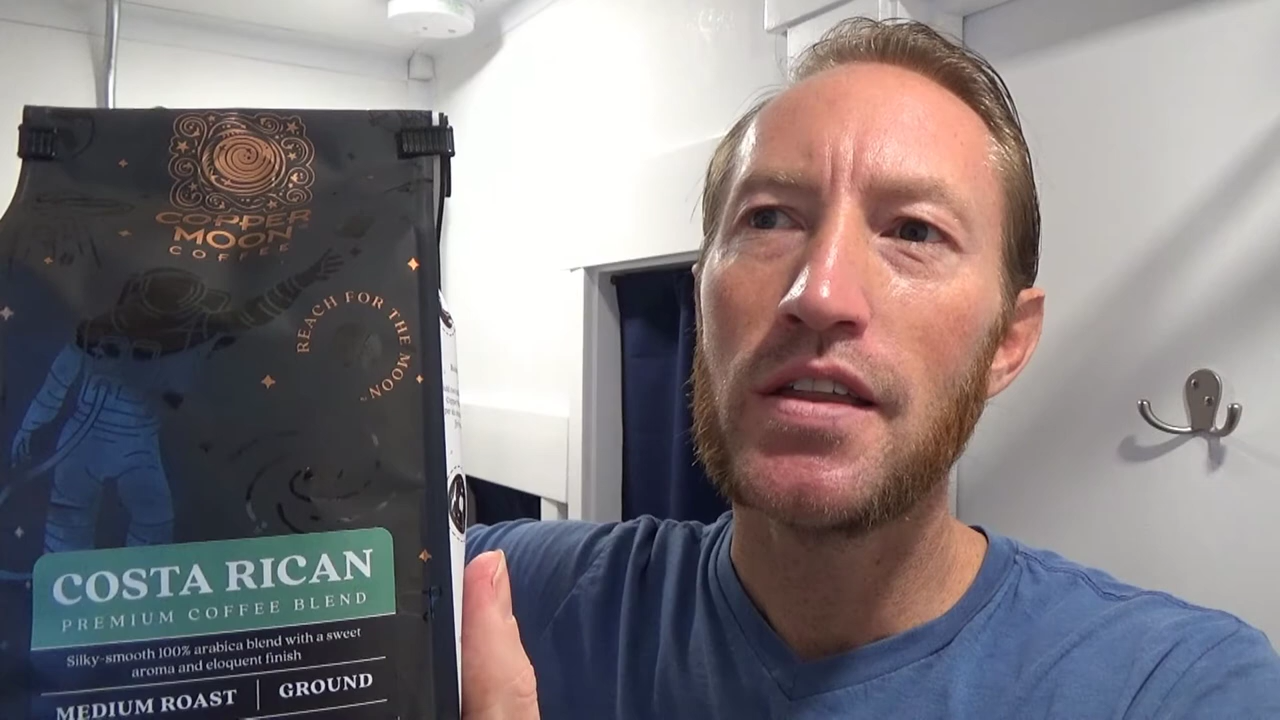 COPPER
MOON
COFFEE
REACH FOR THE MOON
COSTA RICAN
PREMIUM COFFEE BLEND
Silky-smooth 100% arabica blend with a sweet
aroma and eloquent finish
MEDIUM ROAST | GROUND